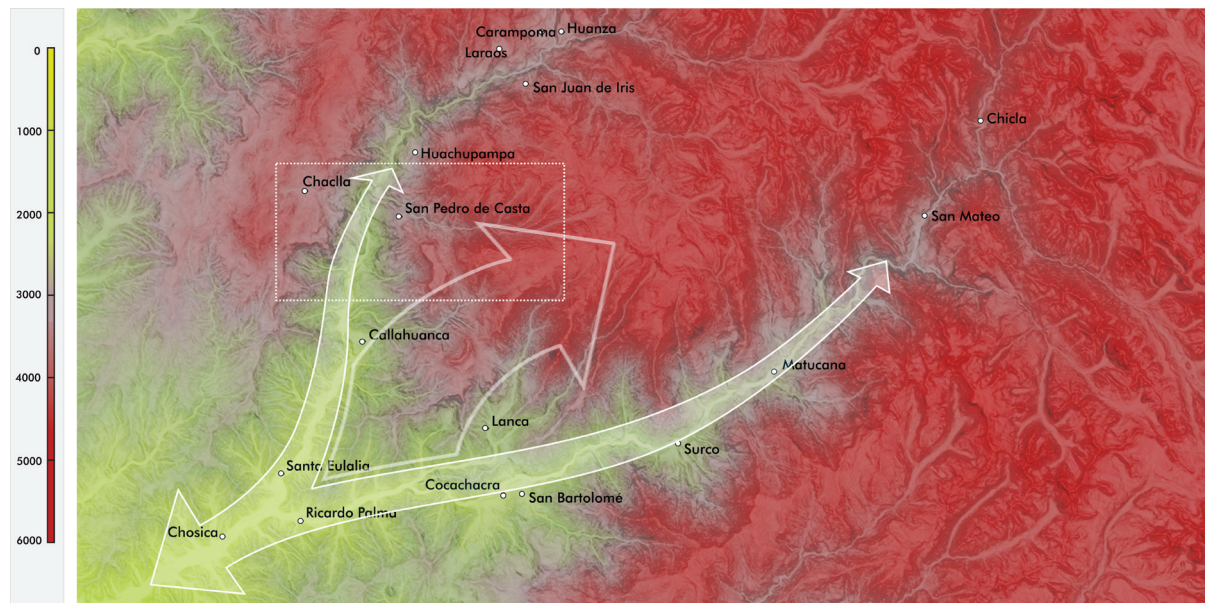 0
1000
2000
3000
4000
5000
6000
Carampoma
Huanza
Laraos
San Juan de Iris
Chicla
Huachupampa
Chaclla
San Pedro de Casta
San Mateo
Callahuanca
Matucana
Lanca
Surco
Santa Eulalia
Cocachacra
San Bartolomé
Ricardo Palma
Chosica